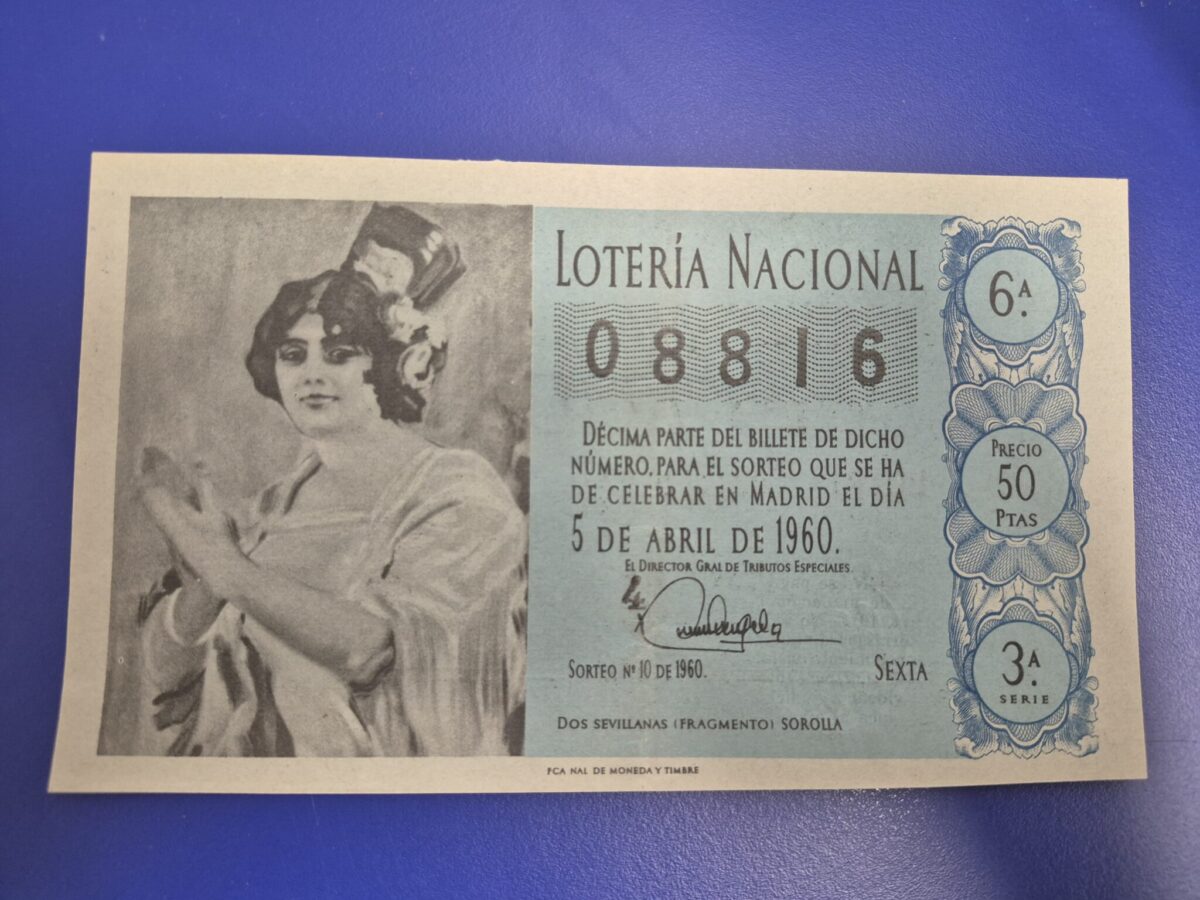 LOTERÍA NACIONAL
08816
DÉCIMA PARTE DEL BILLETE DE DICHO
NÚMERO, PARA EL SORTEO QUE SE HA
DE CELEBRAR EN MADRID EL DÍA
5 DE ABRIL DE 1960.
EL DIRECTOR GRAL DE TRIBUTOS ESPECIALES
SORTEO Nº 10 DE 1960.
SEXTA
DOS SEVILLANAS (FRAGMENTO) SOROLLA
FCA NAL DE MONEDA Y TIMBRE
6.ᴬ
PRECIO
50
PTAS
3.ᴬ
SERIE